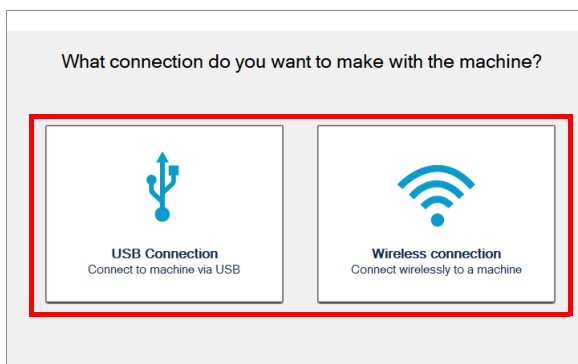 What connection do you want to make with the machine?
USB Connection
Connect to machine via USB
Wireless connection
Connect wirelessly to a machine